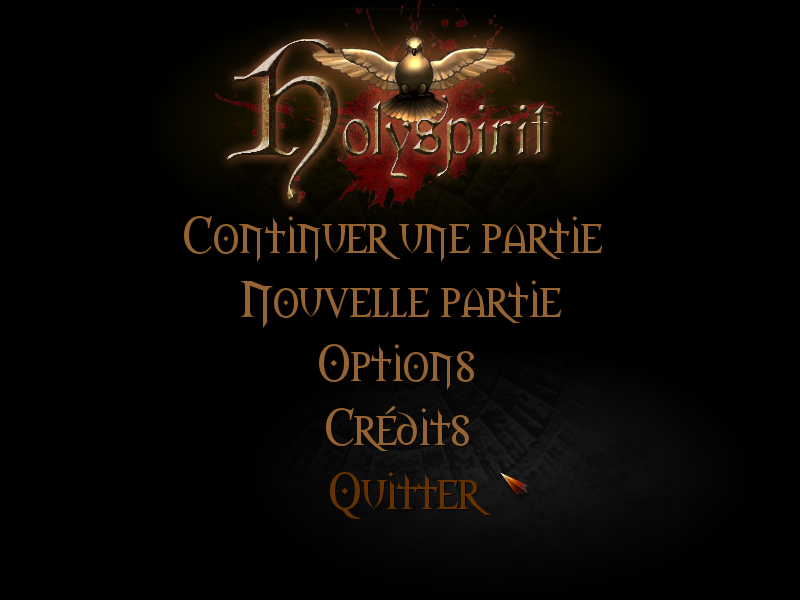 Holyspirit
Continuer une partie
Nouvelle partie
Options
Crédits
Quitter